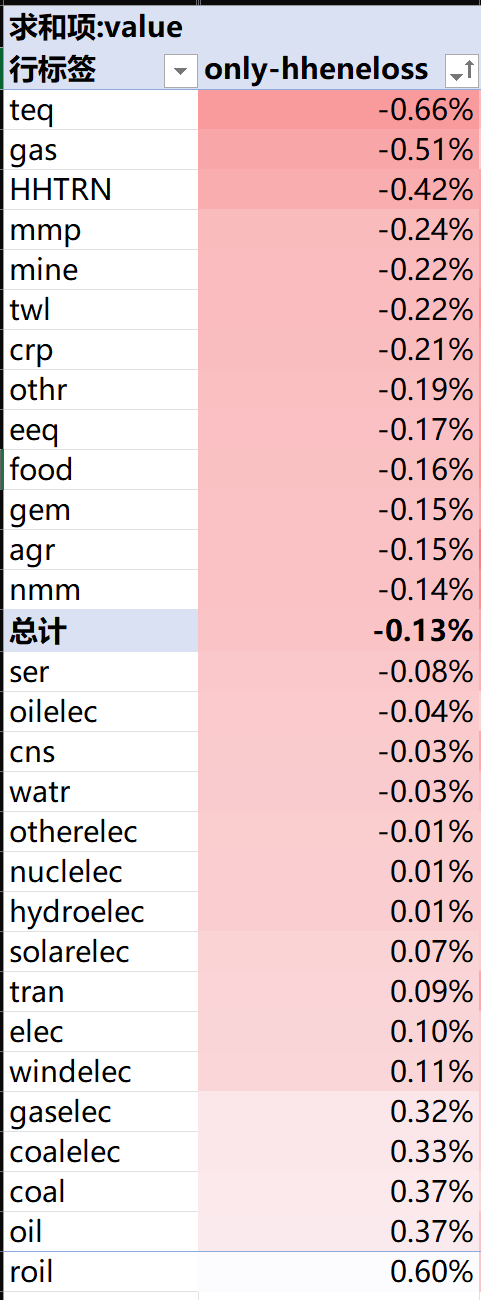 求和项:value
行标签 only-hheneloss
teq -0.66%
gas -0.51%
HHTRN -0.42%
mmp -0.24%
mine -0.22%
twl -0.22%
crp -0.21%
othr -0.19%
eeq -0.17%
food -0.16%
gem -0.15%
agr -0.15%
nmm -0.14%
总计 -0.13%
ser -0.08%
oilelec -0.04%
cns -0.03%
watr -0.03%
otherelec -0.01%
nuclelec 0.01%
hydroelec 0.01%
solarelec 0.07%
tran 0.09%
elec 0.10%
windelec 0.11%
gaselec 0.32%
coalelec 0.33%
coal 0.37%
oil 0.37%
roil 0.60%